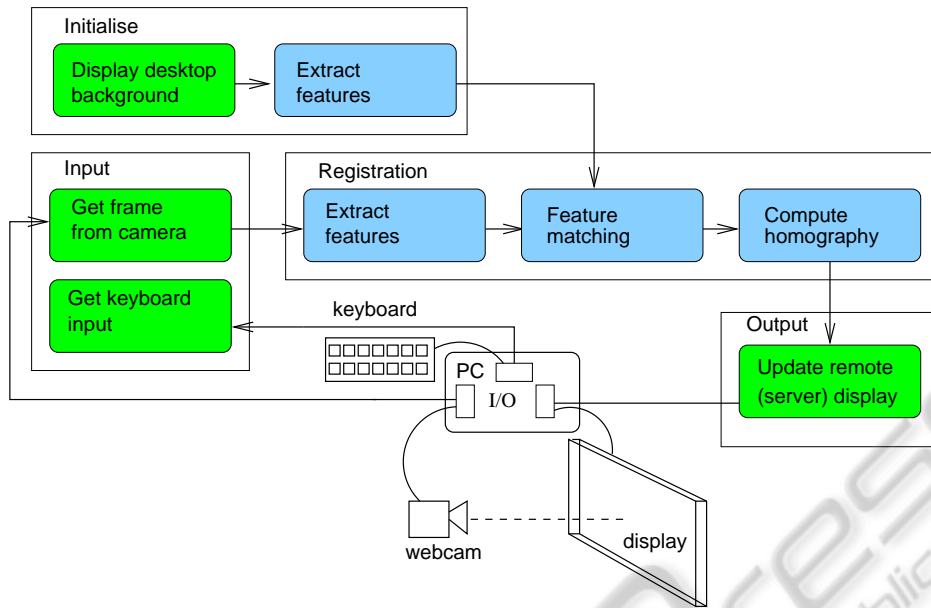 Initialise
Display desktop
background
Extract
features
Input
Get frame
from camera
Get keyboard
input
Registration
Extract
features
Feature
matching
Compute
homography
keyboard
PC
I/O
Output
Update remote
(server) display
webcam
display